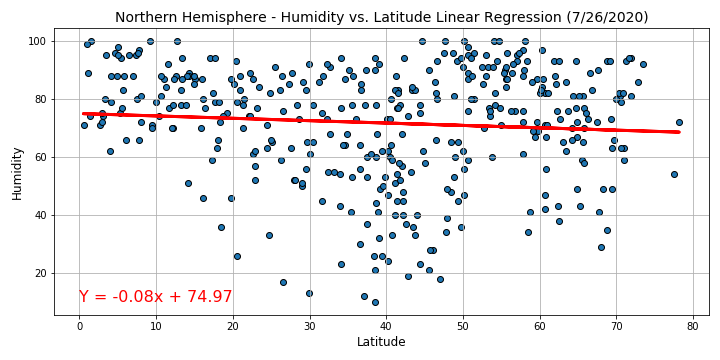 Northern Hemisphere - Humidity vs. Latitude Linear Regression (7/26/2020)
100
80
60
40
20
Humidity
Y = -0.08x + 74.97
0 10 20 30 40 50 60 70 80
Latitude